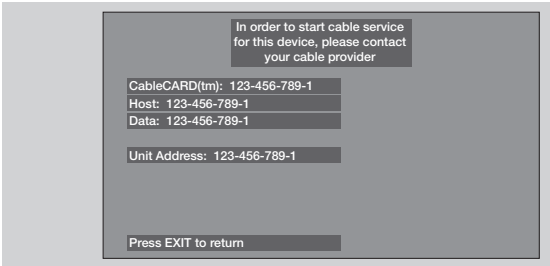 In order to start cable service
for this device, please contact
your cable provider
CableCARD(tm): 123-456-789-1
Host: 123-456-789-1
Data: 123-456-789-1
Unit Address: 123-456-789-1
Press EXIT to return